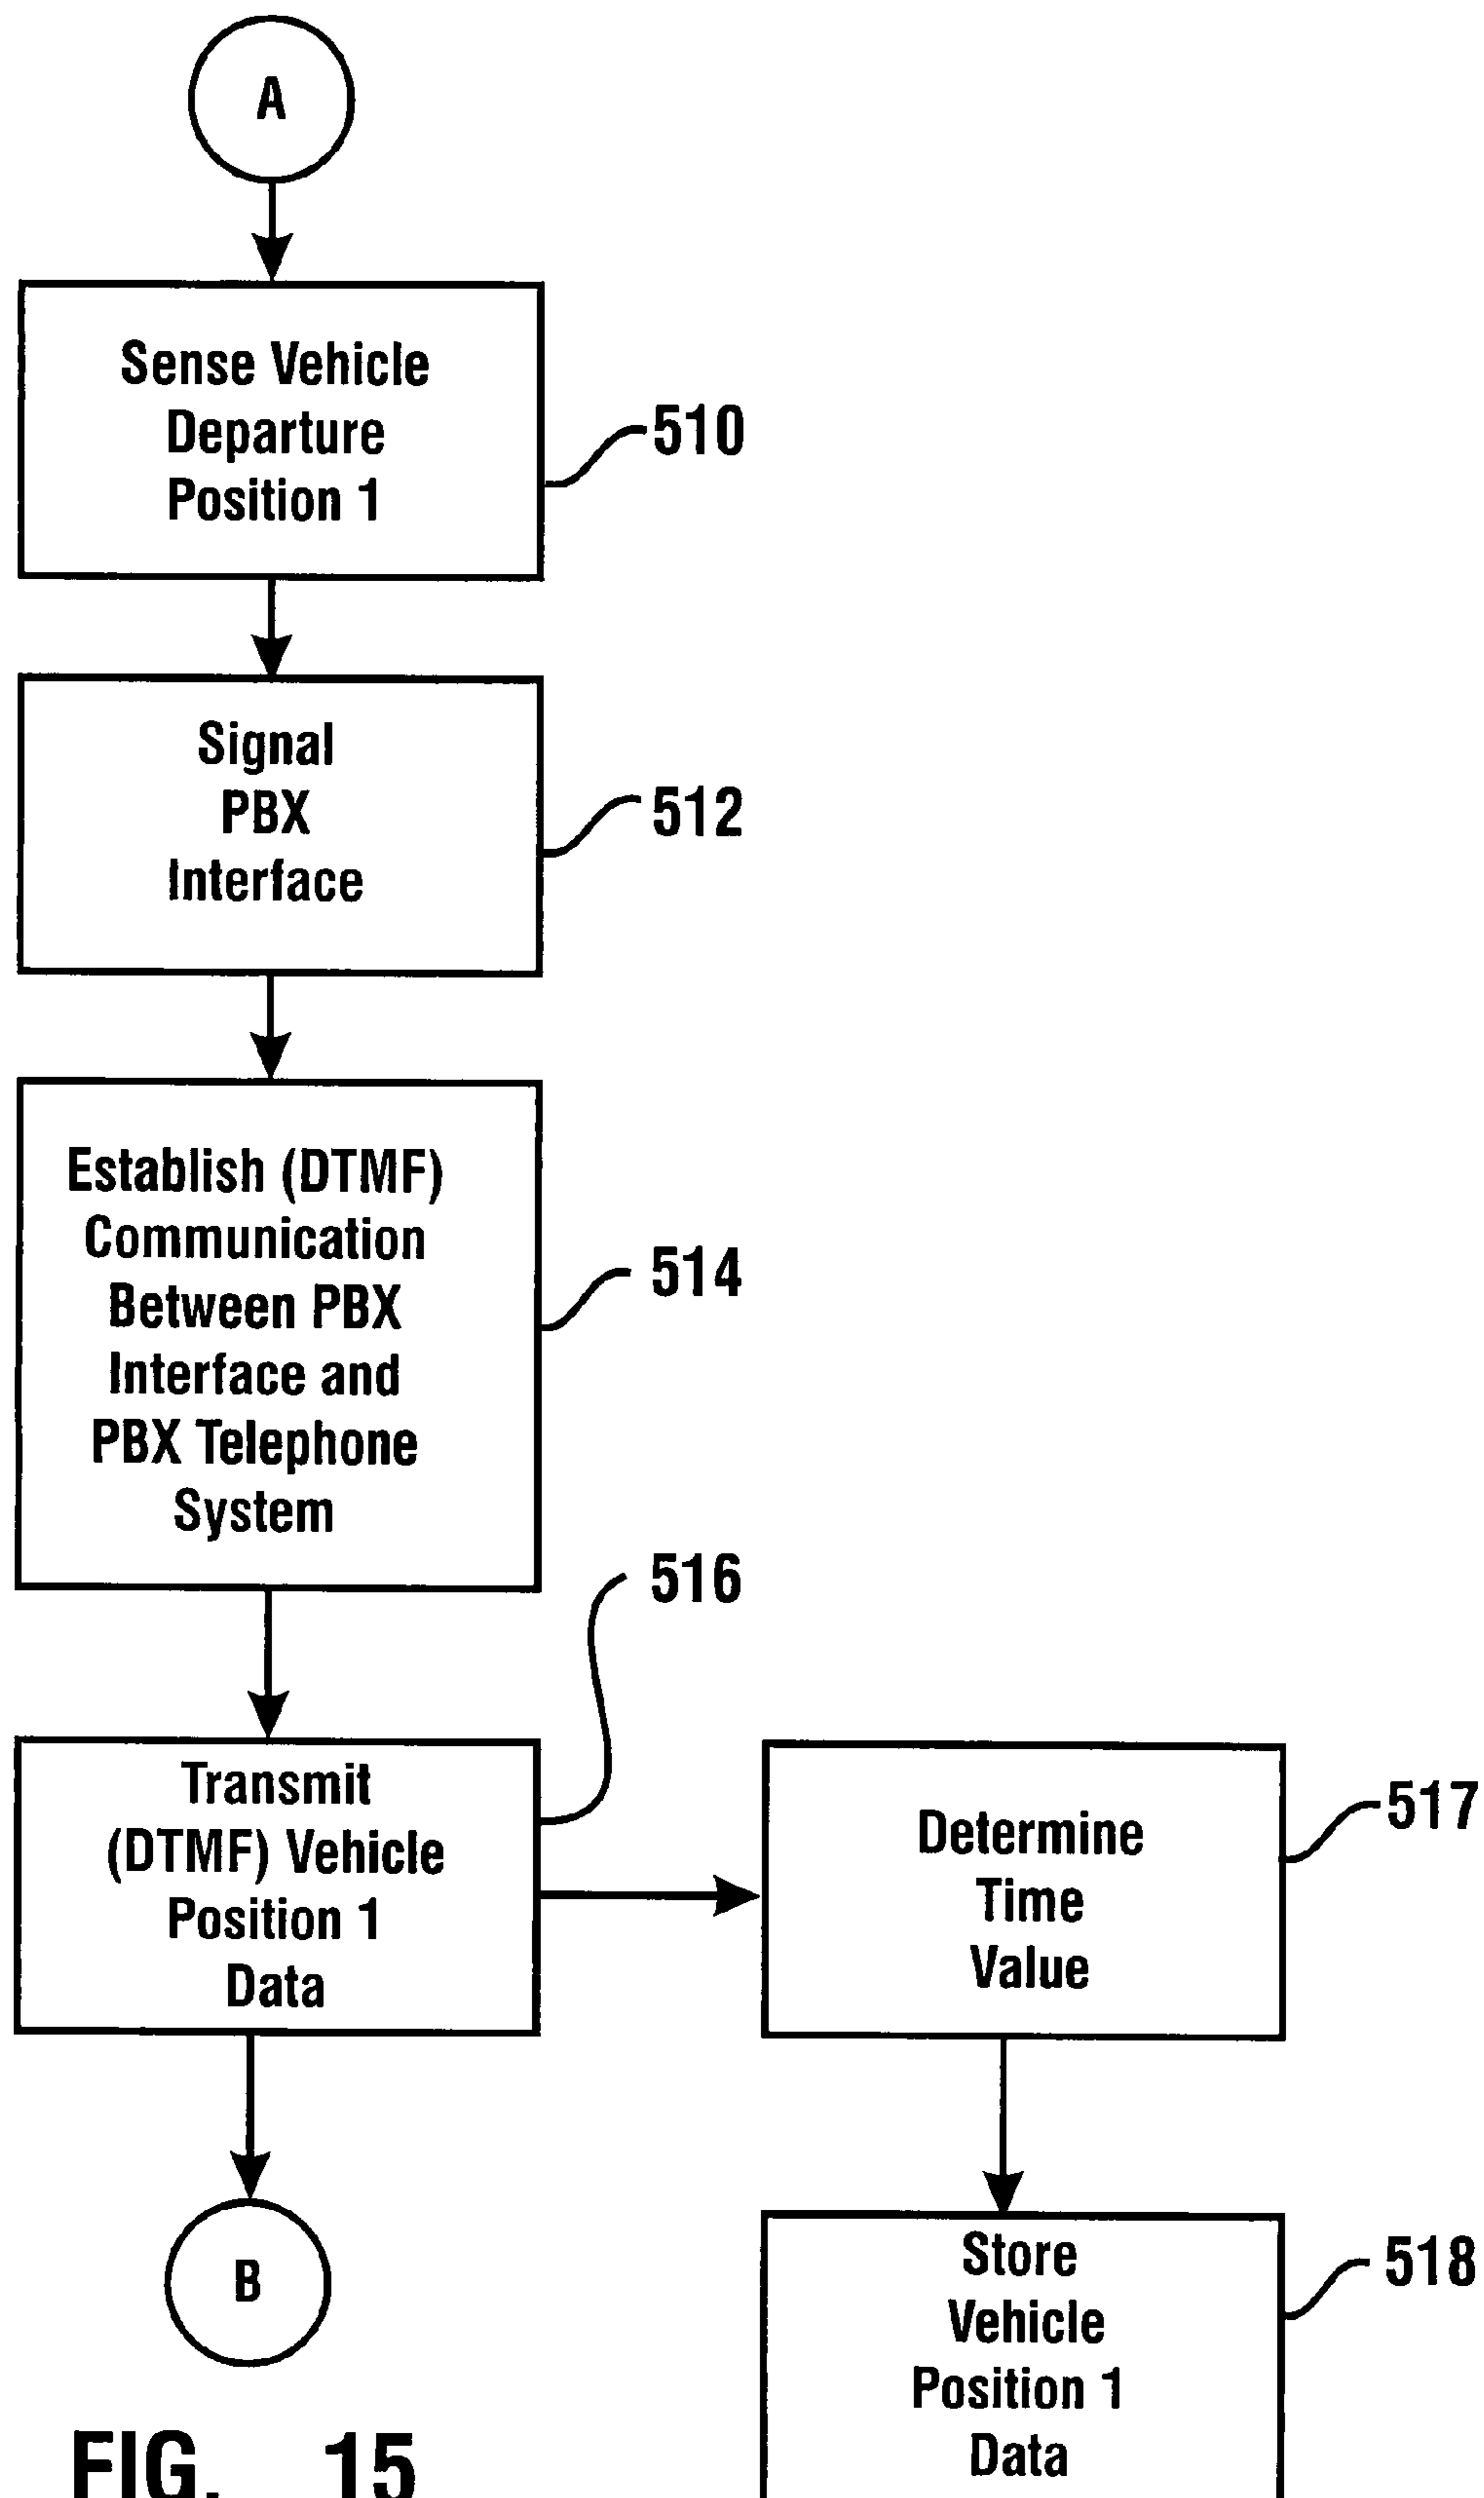 A
Sense Vehicle
Departure
Position 1
510
Signal
PBX
Interface
512
Establish (DTMF)
Communication
Between PBX
Interface and
PBX Telephone
System
514
516
Transmit
(DTMF) Vehicle
Position 1
Data
Determine
Time
Value
517
B
Store
Vehicle
Position 1
Data
518
FIG. 15